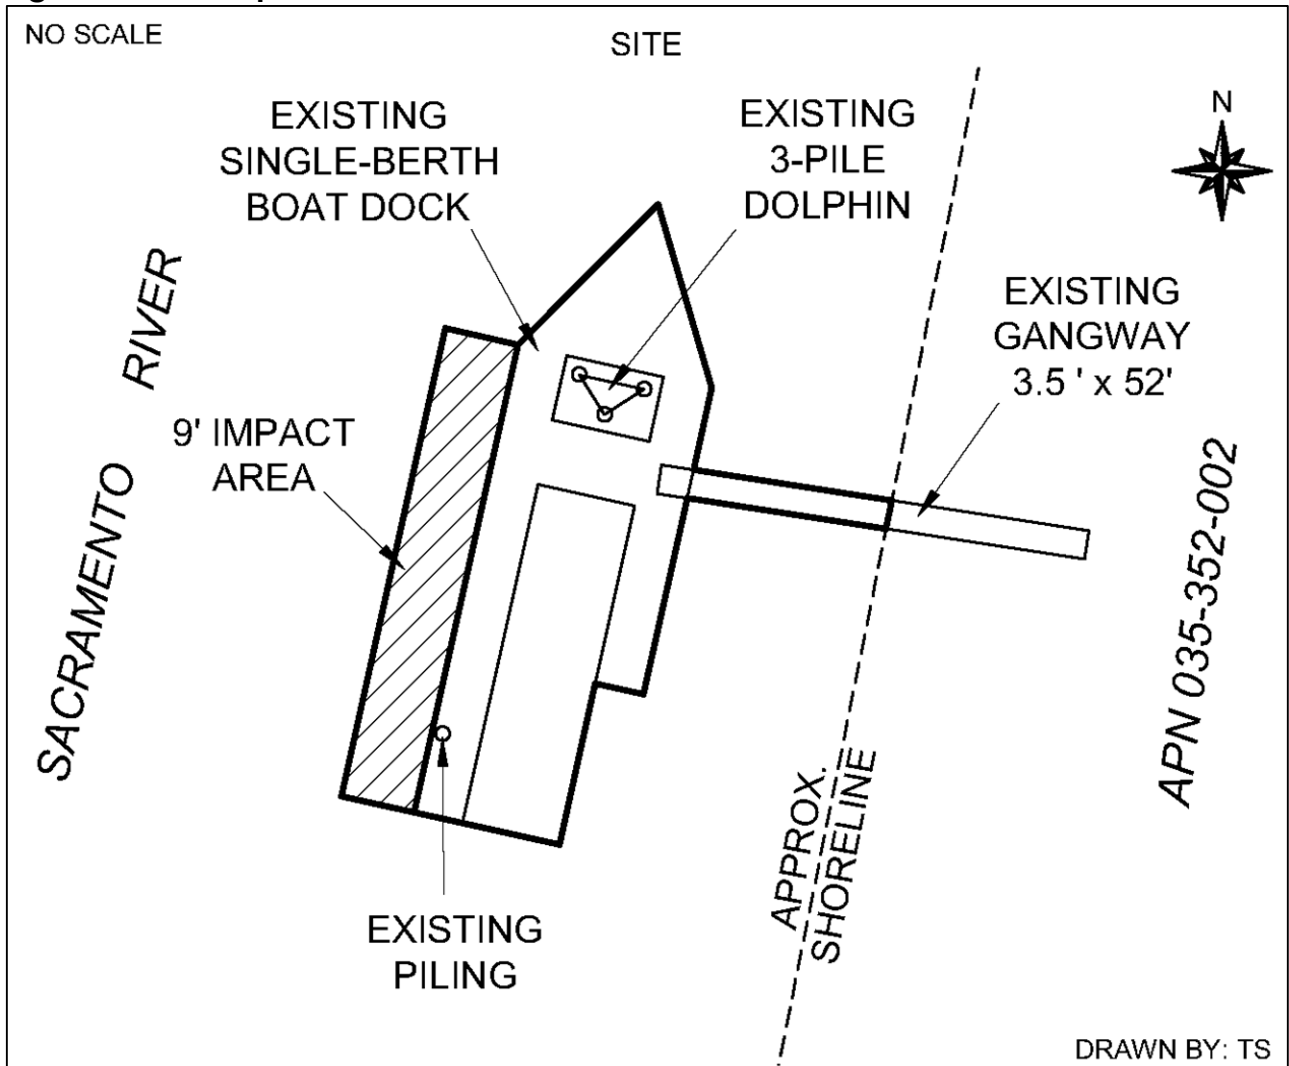 NO SCALE
SITE
N
EXISTING
SINGLE-BERTH
BOAT DOCK
EXISTING
3-PILE
DOLPHIN
EXISTING
GANGWAY
3.5 ' x 52'
9' IMPACT
AREA
SACRAMENTO RIVER
APN 035-352-002
APPROX.
SHORELINE
EXISTING
PILING
DRAWN BY: TS